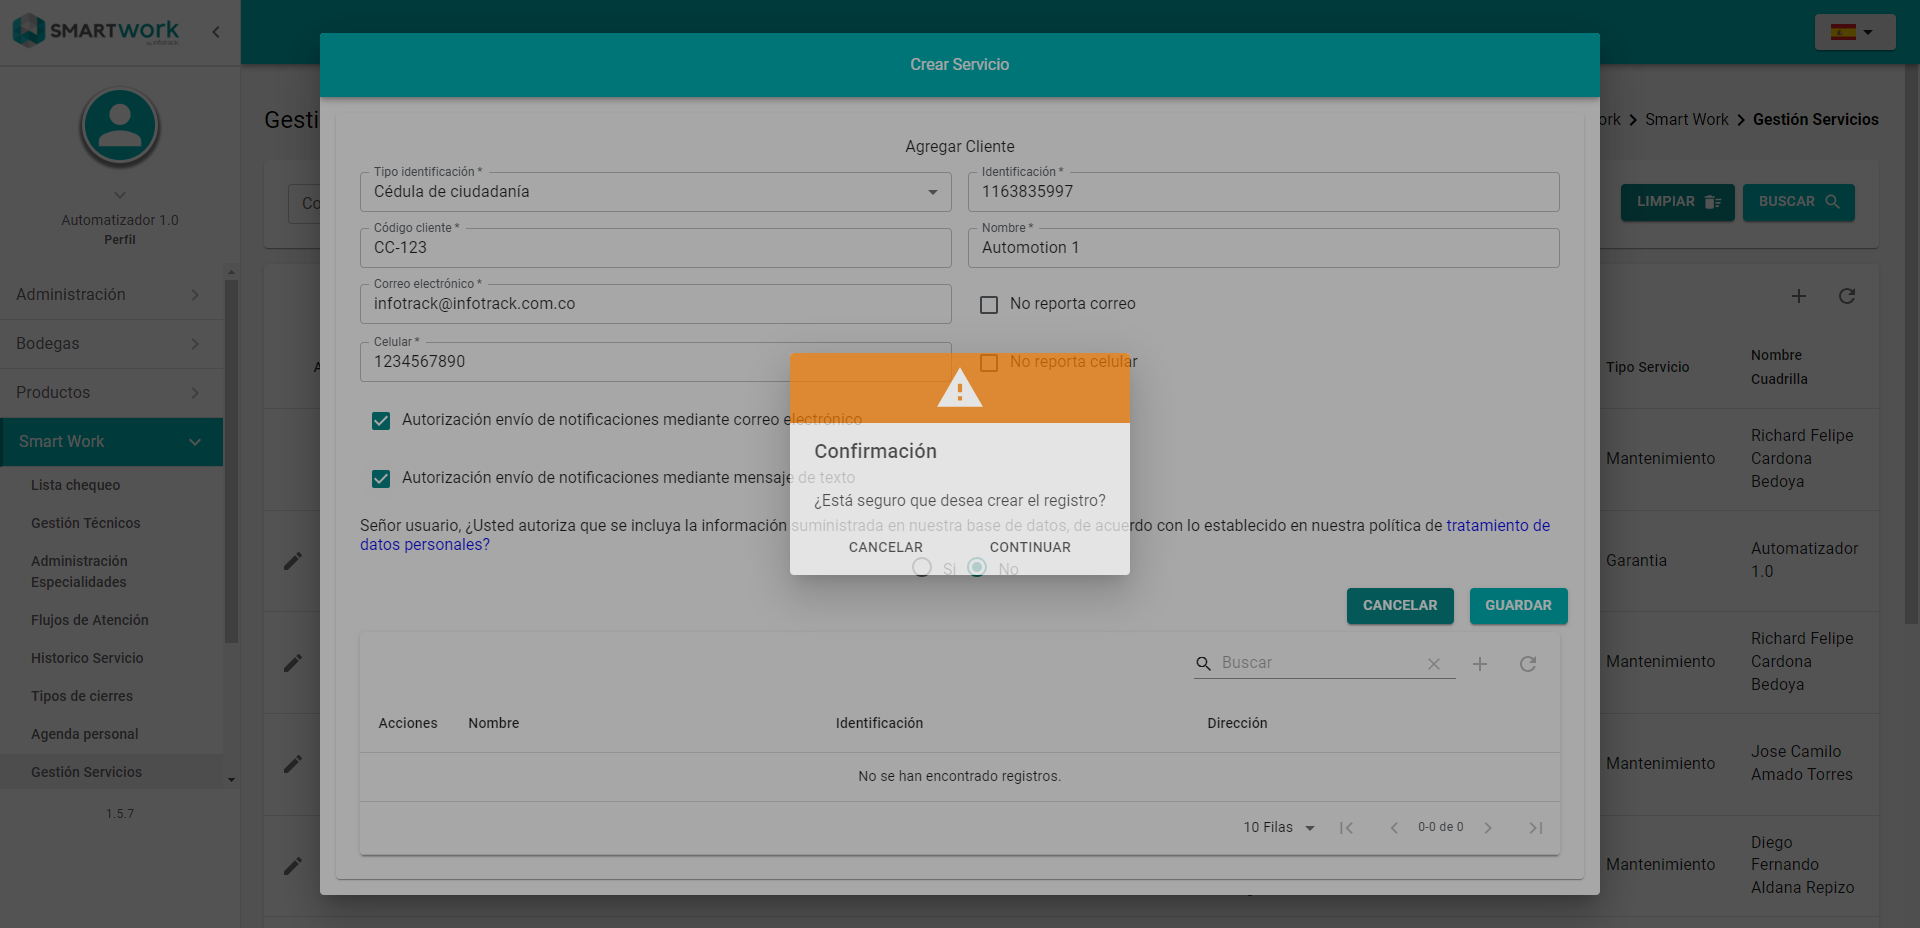 SMARTWORK
by infotrack
Automatizador 1.0
Perfil
Administración
Bodegas
Productos
Smart Work
Lista chequeo
Gestión Técnicos
Administración
Especialidades
Flujos de Atención
Historico Servicio
Tipos de cierres
Agenda personal
Gestión Servicios
1.5.7
Gesti
ork > Smart Work > Gestión Servicios
Co
LIMPIAR
BUSCAR
Crear Servicio
Agregar Cliente
Tipo identificación *
Cédula de ciudadanía
Identificación *
1163835997
Código cliente *
CC-123
Nombre *
Automotion 1
Correo electrónico *
infotrack@infotrack.com.co
No reporta correo
Celular *
1234567890
No reporta celular
Autorización envío de notificaciones mediante correo electrónico
Autorización envío de notificaciones mediante mensaje de texto
Señor usuario, ¿Usted autoriza que se incluya la información suministrada en nuestra base de datos, de acuerdo con lo establecido en nuestra política de tratamiento de
datos personales?
Si
No
Confirmación
¿Está seguro que desea crear el registro?
CANCELAR
CONTINUAR
CANCELAR
GUARDAR
Buscar
Acciones
Nombre
Identificación
Dirección
No se han encontrado registros.
10 Filas
0-0 de 0
A
Tipo Servicio
Nombre
Cuadrilla
Mantenimiento
Richard Felipe
Cardona
Bedoya
Garantia
Automatizador
1.0
Mantenimiento
Richard Felipe
Cardona
Bedoya
Mantenimiento
Jose Camilo
Amado Torres
Mantenimiento
Diego
Fernando
Aldana Repizo